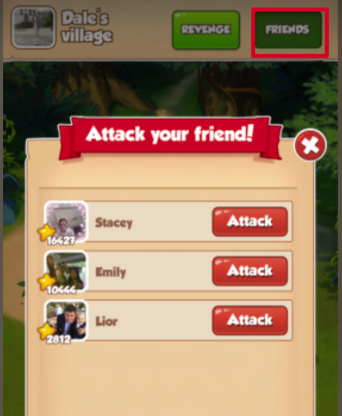 Dale's
village
REVENGE
FRIENDS
Attack your friend!
Stacey
Attack
16427
Emily
Attack
10444
Lior
Attack
2812